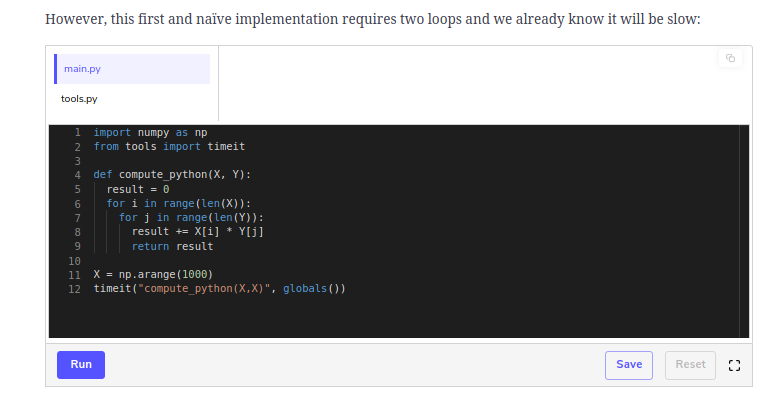 However, this first and naïve implementation requires two loops and we already know it will be slow:
main.py
tools.py
1 import numpy as np
2 from tools import timeit
3
4 def compute_python(X, Y):
5   result = 0
6   for i in range(len(X)):
7     for j in range(len(Y)):
8       result += X[i] * Y[j]
9       return result
10
11 X = np.arange(1000)
12 timeit("compute_python(X,X)", globals())
Run
Save
Reset